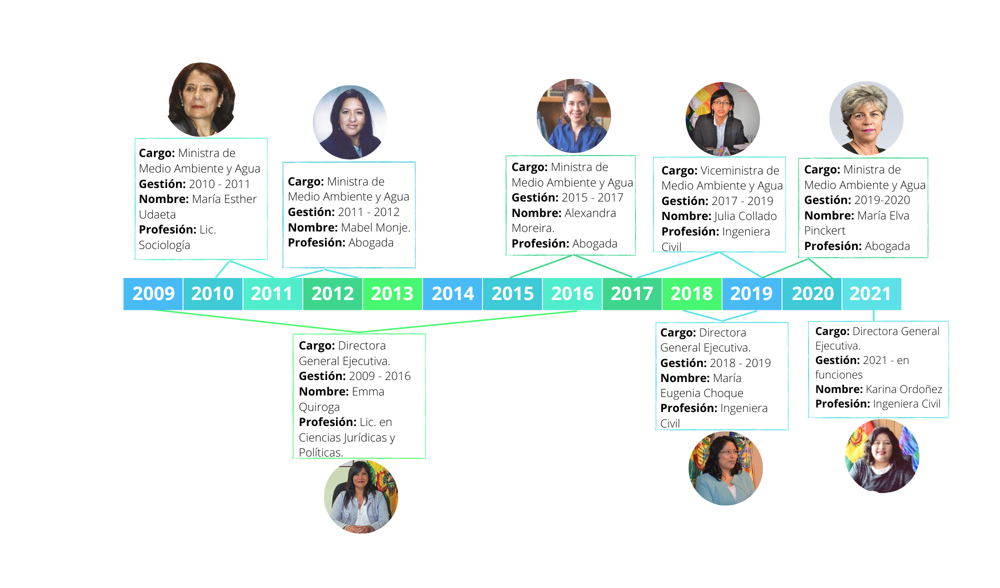 Cargo: Ministra de
Medio Ambiente y Agua
Gestión: 2010 - 2011
Nombre: María Esther
Udaeta
Profesión: Lic.
Sociología
Cargo: Ministra de
Medio Ambiente y Agua
Gestión: 2011 - 2012
Nombre: Mabel Monje.
Profesión: Abogada
Cargo: Ministra de
Medio Ambiente y Agua
Gestión: 2015 - 2017
Nombre: Alexandra
Moreira.
Profesión: Abogada
Cargo: Viceministra de
Medio Ambiente y Agua
Gestión: 2017 - 2019
Nombre: Julia Collado
Profesión: Ingeniera
Civil
Cargo: Ministra de
Medio Ambiente y Agua
Gestión: 2019-2020
Nombre: María Elva
Pinckert
Profesión: Abogada
2009 2010 2011 2012 2013 2014 2015 2016 2017 2018 2019 2020 2021
Cargo: Directora
General Ejecutiva.
Gestión: 2009 - 2016
Nombre: Emma
Quiroga
Profesión: Lic. en
Ciencias Jurídicas y
Políticas.
Cargo: Directora
General Ejecutiva.
Gestión: 2018 - 2019
Nombre: María
Eugenia Choque
Profesión: Ingeniera
Civil
Cargo: Directora General
Ejecutiva.
Gestión: 2021 - en
funciones
Nombre: Karina Ordoñez
Profesión: Ingeniera Civil